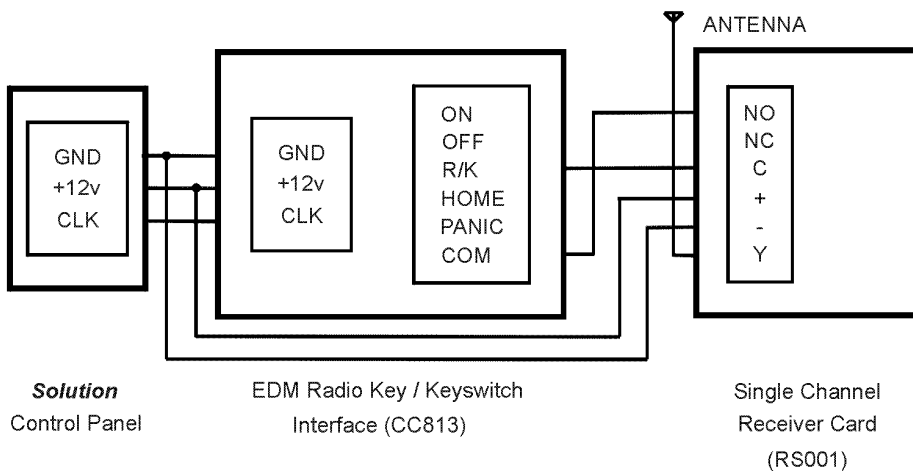 ANTENNA
GND
+12v
CLK
GND
+12v
CLK
ON
OFF
R/K
HOME
PANIC
COM
NO
NC
C
+
-
Y
Solution
Control Panel
EDM Radio Key / Keyswitch
Interface (CC813)
Single Channel
Receiver Card
(RS001)